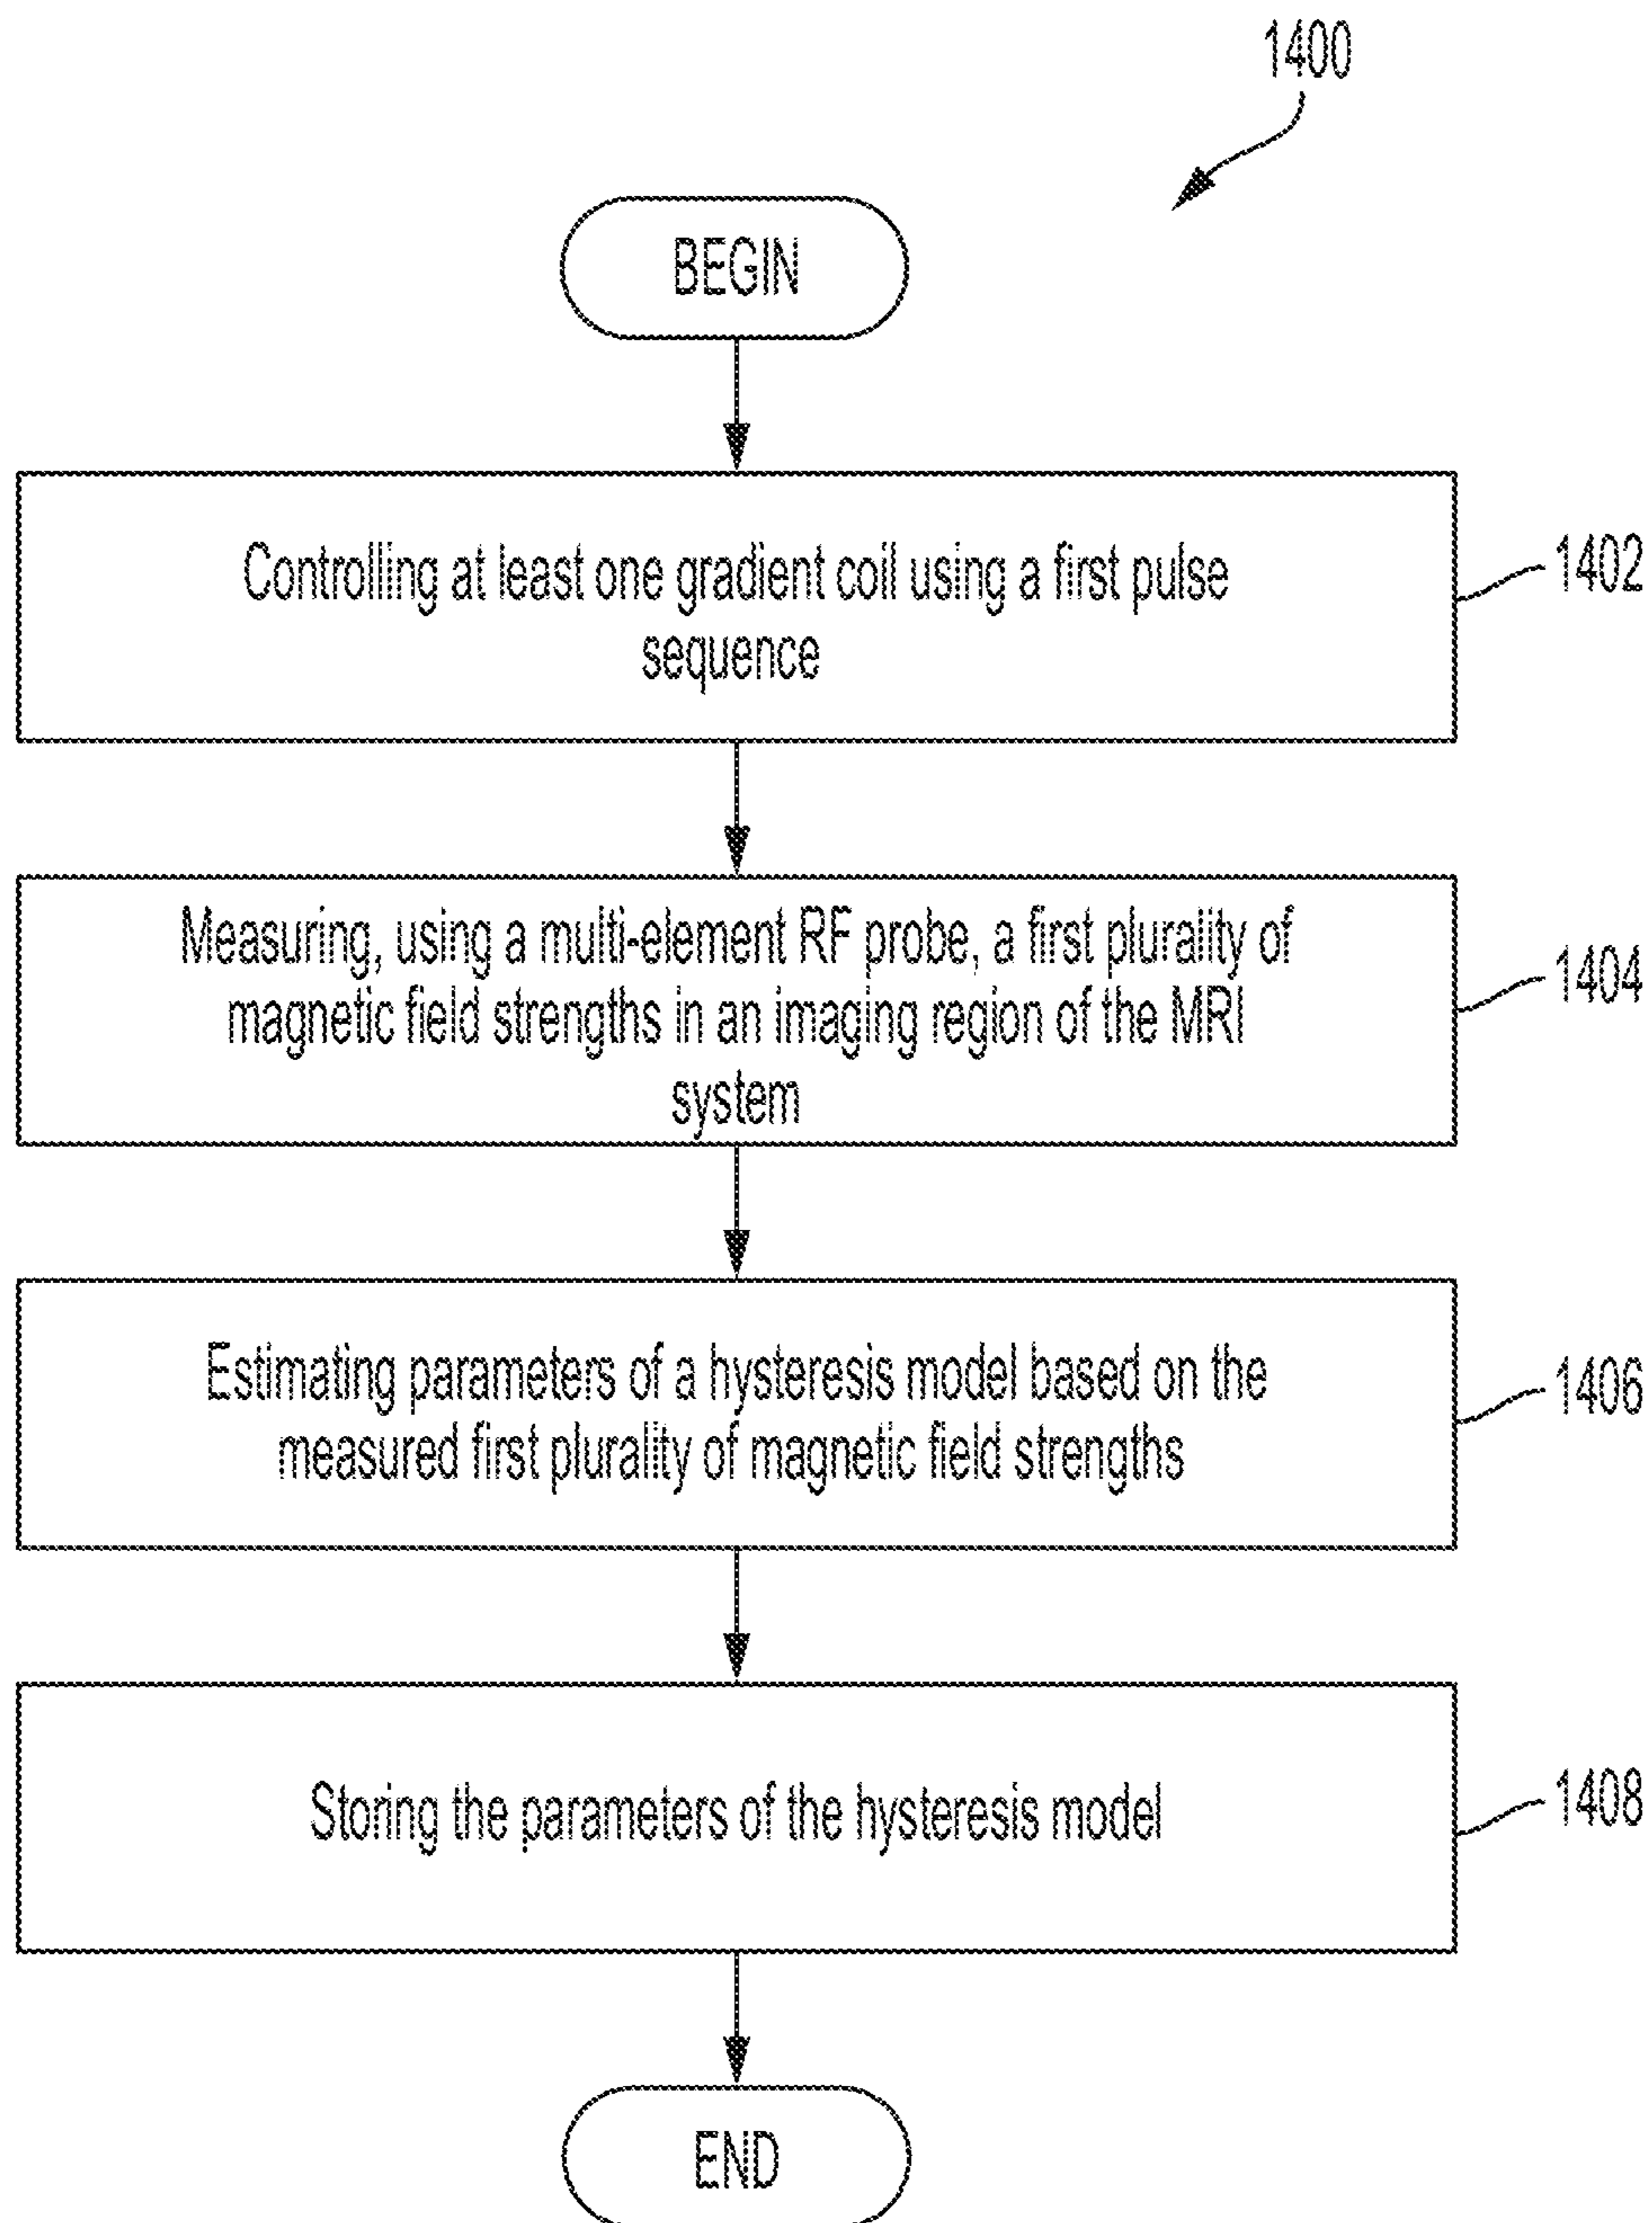 1400
BEGIN
Controlling at least one gradient coil using a first pulse
sequence
1402
Measuring, using a multi-element RF probe, a first plurality of
magnetic field strengths in an imaging region of the MRI
system
1404
Estimating parameters of a hysteresis model based on the
measured first plurality of magnetic field strengths
1406
Storing the parameters of the hysteresis model
1408
END